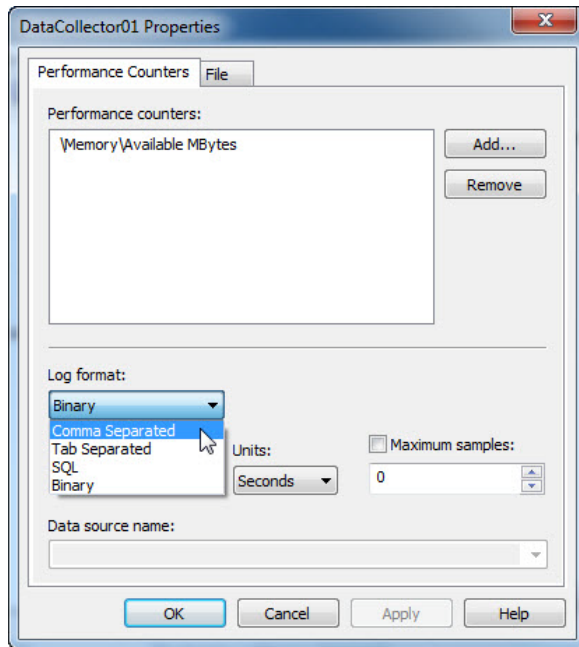 DataCollector01 Properties
Performance Counters File
Performance counters:
\Memory\Available MBytes
Add...
Remove
Log format:
Binary
Comma Separated
Tab Separated
SQL
Binary
Units:
Seconds
Maximum samples:
0
Data source name:
OK Cancel Apply Help